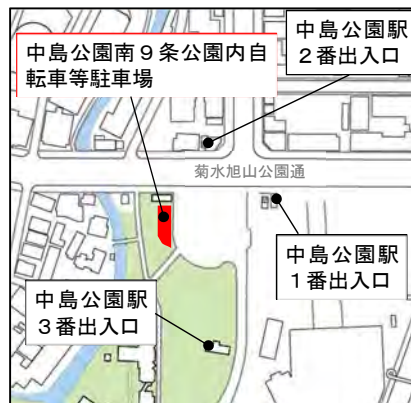 中島公園南９条公園内自
転車等駐車場
中島公園駅
２番出入口
菊水旭山公園通
中島公園駅
１番出入口
中島公園駅
３番出入口